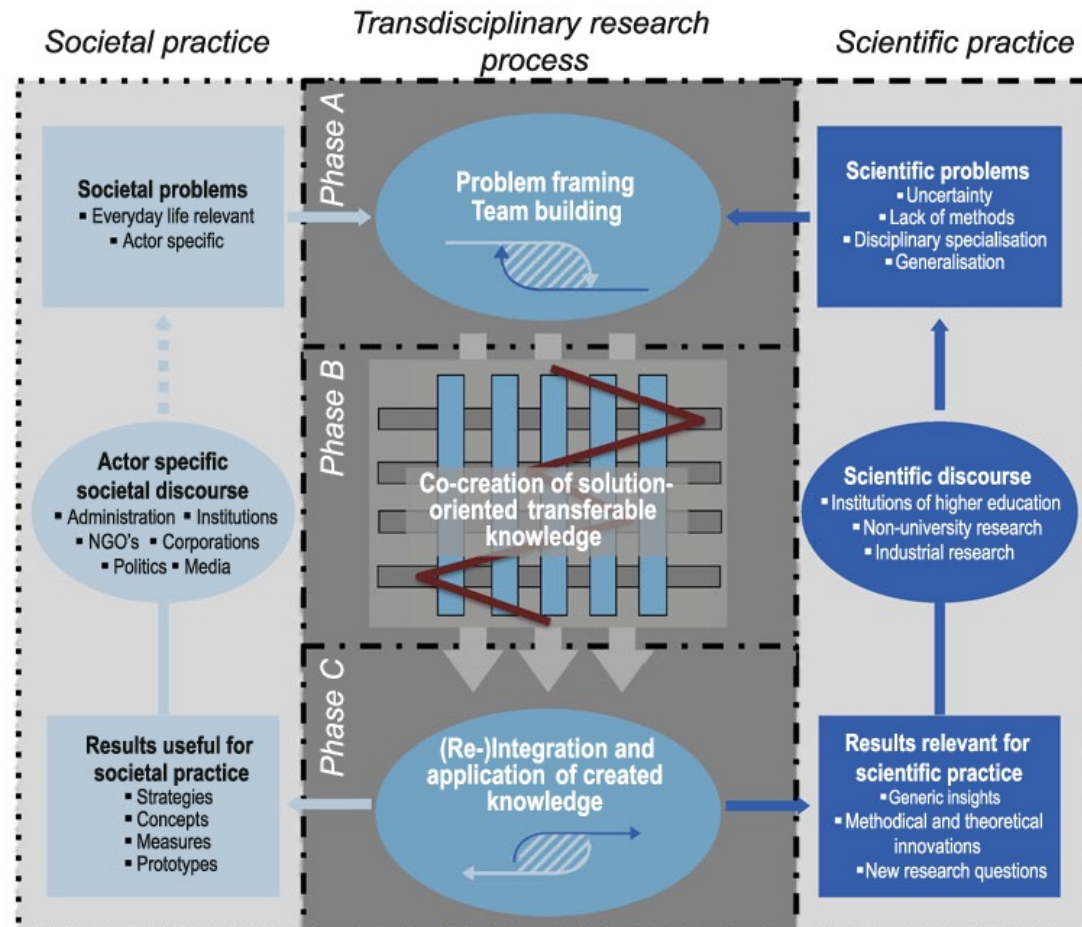 Societal practice
Transdisciplinary research
process
Scientific practice
Phase A
Societal problems
▪ Everyday life relevant
▪ Actor specific
Problem framing
Team building
Scientific problems
▪ Uncertainty
▪ Lack of methods
▪ Disciplinary specialisation
▪ Generalisation
Phase B
Actor specific
societal discourse
▪ Administration ▪ Institutions
▪ NGO's ▪ Corporations
▪ Politics ▪ Media
Co-creation of solution-
oriented transferable
knowledge
Scientific discourse
▪ Institutions of higher education
▪ Non-university research
▪ Industrial research
Phase C
Results useful for
societal practice
▪ Strategies
▪ Concepts
▪ Measures
▪ Prototypes
(Re-)Integration and
application of created
knowledge
Results relevant for
scientific practice
▪ Generic insights
▪ Methodical and theoretical
innovations
▪ New research questions